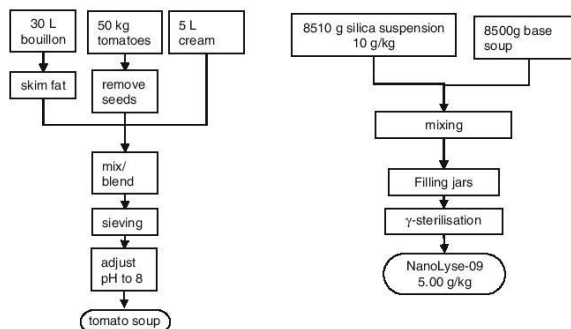 30 L
bouillon
50 kg
tomatoes
5 L
cream
skim fat
remove
seeds
mix/
blend
sieving
adjust
pH to 8
tomato soup
8510 g silica suspension
10 g/kg
8500g base
soup
mixing
Filling jars
γ-sterilisation
NanoLyse-09
5.00 g/kg